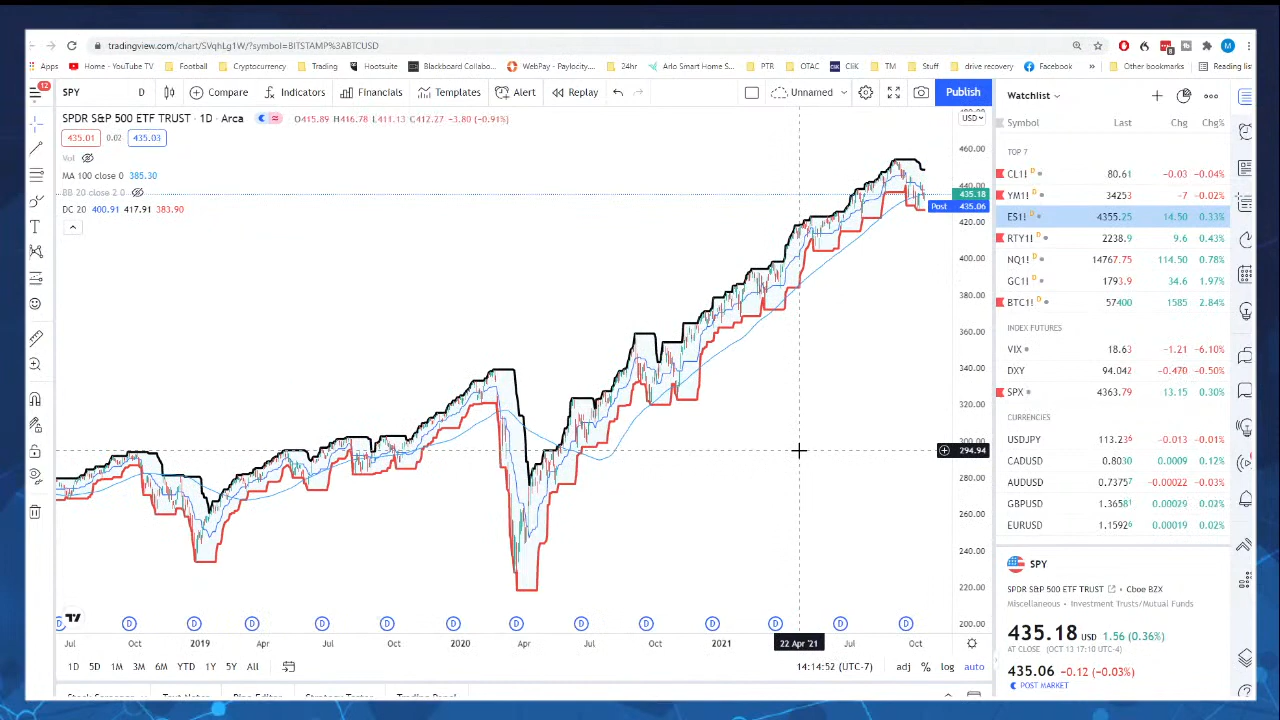 tradingview.com/chart/SVqhLg1W/?symbol=BITSTAMP%3ABTCUSD
Apps Home - YouTube TV Football Cryptocurrency Trading Hootsuite Blackboard Collabo... WebPay, Paylocity.... 24hr Arlo Smart Home S... PTR OTAC CliK TM Stuff drive recovery Facebook » Other bookmarks Reading list
12 SPY D Compare Indicators Financials Templates Alert Replay Unnamed Publish
SPDR S&P 500 ETF TRUST · 1D · Arca O415.89 H416.78 L411.13 C412.27 -3.80 (-0.91%)
435.01 0.02 435.03
Vol
MA 100 close 0 385.30
BB 20 close 2 0
DC 20 400.91 417.91 383.90
USD
460.00
440.00
435.18
Post 435.06
420.00
400.00
380.00
360.00
340.00
320.00
300.00
294.94
280.00
260.00
240.00
220.00
200.00
D D D D D D D D D D D D D D
Oct 2019 Apr Jul Oct 2020 Apr Jul Oct 2021 22 Apr '21 Jul Oct
1D 5D 1M 3M 6M YTD 1Y 5Y All 14:14:52 (UTC-7) adj % log auto
Watchlist
Symbol Last Chg Chg%
TOP 7
CL1! D 80.61 -0.03 -0.04%
YM1! D 34253 -7 -0.02%
ES1! D 4355.25 14.50 0.33%
RTY1! D 2238.9 9.6 0.43%
NQ1! D 14767.75 114.50 0.78%
GC1! D 1793.9 34.6 1.97%
BTC1! D 57400 1585 2.84%
INDEX FUTURES
VIX 18.63 -1.21 -6.10%
DXY 94.042 -0.470 -0.50%
SPX 4363.79 13.15 0.30%
CURRENCIES
USDJPY 113.236 -0.013 -0.01%
CADUSD 0.8030 0.0009 0.12%
AUDUSD 0.73757 -0.00022 -0.03%
GBPUSD 1.36581 0.00029 0.02%
EURUSD 1.15926 0.00019 0.02%
SPY
SPDR S&P 500 ETF TRUST · Cboe BZX
Miscellaneous · Investment Trusts/Mutual Funds
435.18 USD 1.56 (0.36%)
AT CLOSE (OCT 13 17:10 UTC-4)
435.06 -0.12 (-0.03%)
POST MARKET